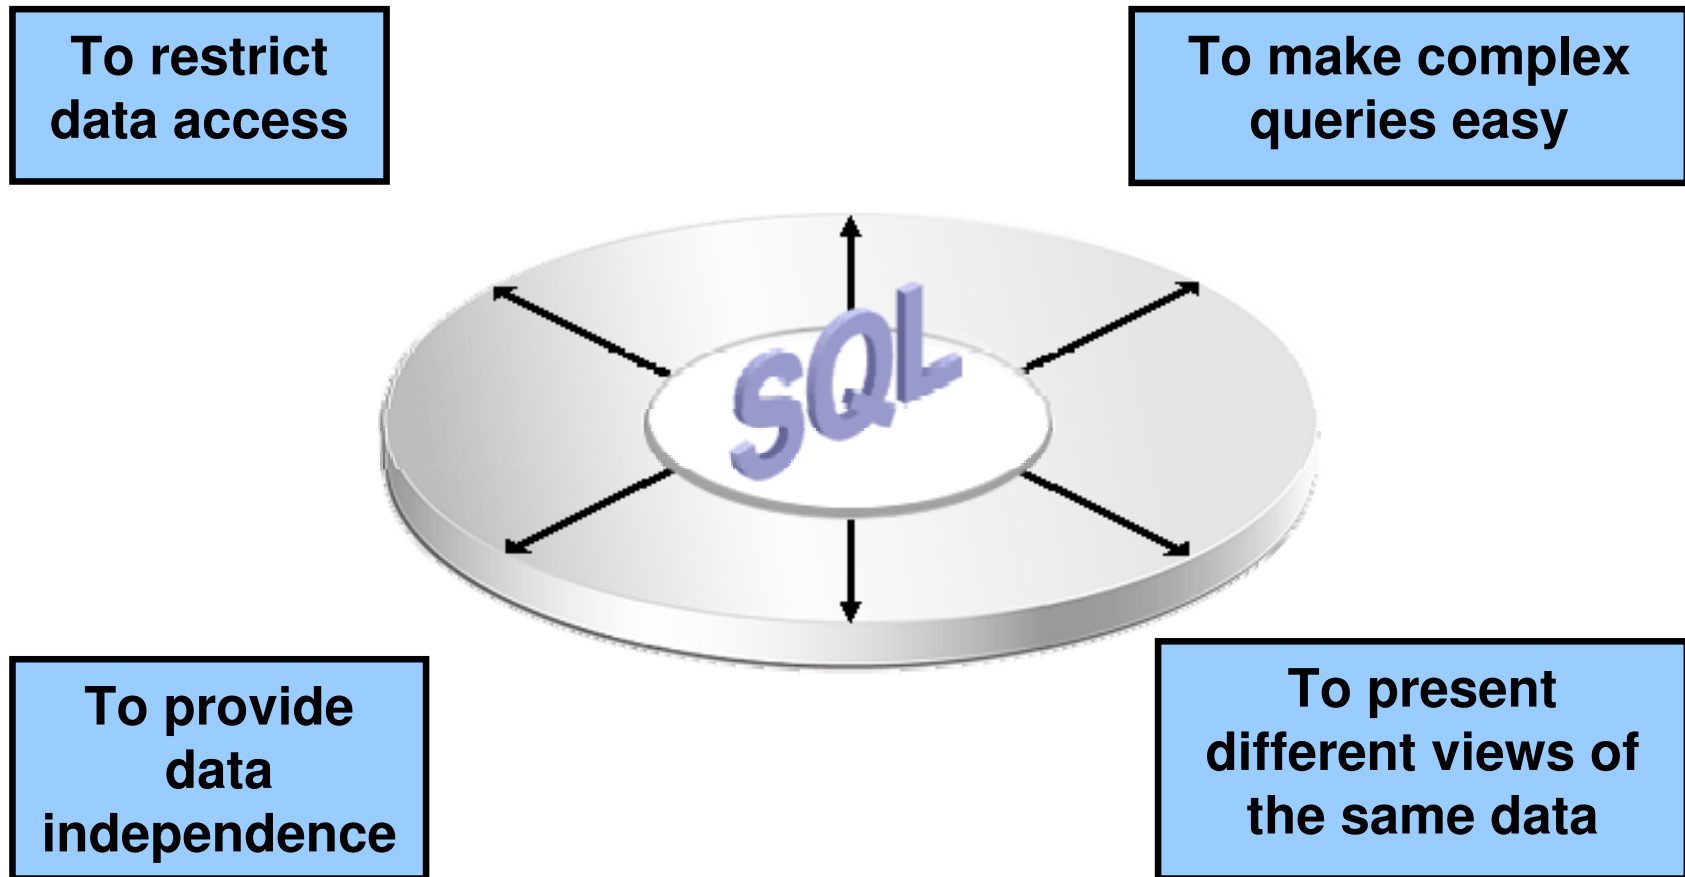 To restrict
data access
To make complex
queries easy
SQL
To provide
data
independence
To present
different views of
the same data